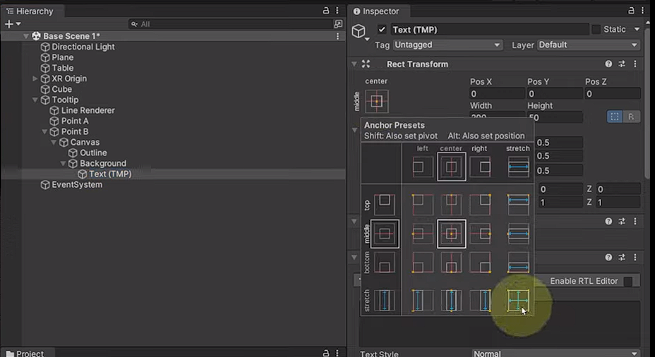 Hierarchy
All
Base Scene 1*
Directional Light
Plane
Table
XR Origin
Cube
Tooltip
Line Renderer
Point A
Point B
Canvas
Outline
Background
Text (TMP)
EventSystem
Project
Inspector
Text (TMP)
Static
Tag Untagged Layer Default
Rect Transform
center
Pos X Pos Y Pos Z
middle
0 0 0
Width Height
50
R
Anchor Presets
Shift: Also set pivot Alt: Also set position
left center right stretch
0.5
0.5
0.5
top
0 Z 0
1 Z 1
middle
bottom
stretch
Enable RTL Editor
Text Style Normal